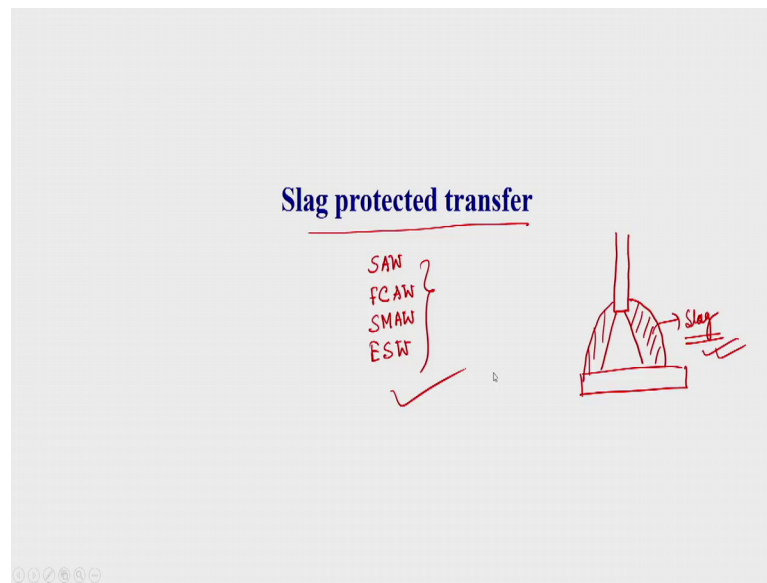 Slag protected transfer
SAW
FCAW
SMAW
ESW
Slag